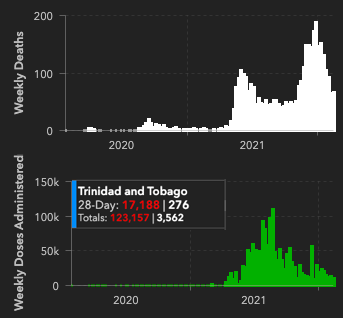 Weekly Deaths
200
100
0
2020
2021
Weekly Doses Administered
150k
100k
50k
0
Trinidad and Tobago
28-Day: 17,188 | 276
Totals: 123,157 | 3,562
2020
2021